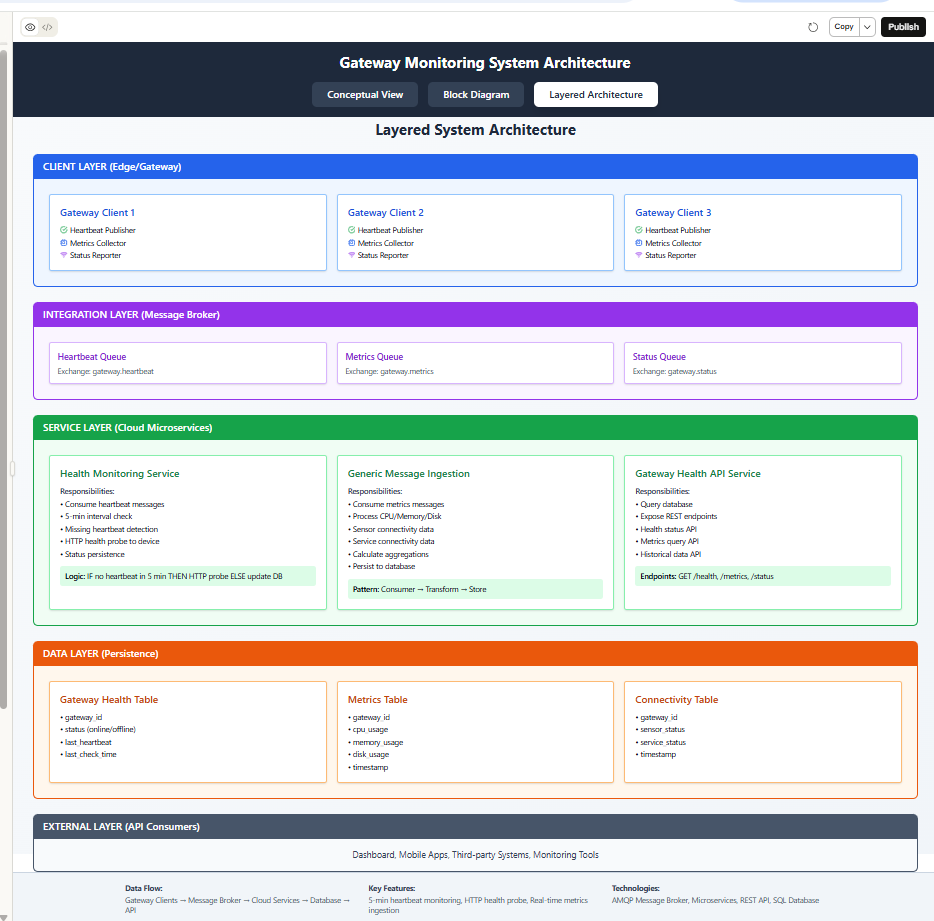 Copy
Publish
Gateway Monitoring System Architecture
Conceptual View
Block Diagram
Layered Architecture
Layered System Architecture
CLIENT LAYER (Edge/Gateway)
Gateway Client 1
Heartbeat Publisher
Metrics Collector
Status Reporter
Gateway Client 2
Heartbeat Publisher
Metrics Collector
Status Reporter
Gateway Client 3
Heartbeat Publisher
Metrics Collector
Status Reporter
INTEGRATION LAYER (Message Broker)
Heartbeat Queue
Exchange: gateway.heartbeat
Metrics Queue
Exchange: gateway.metrics
Status Queue
Exchange: gateway.status
SERVICE LAYER (Cloud Microservices)
Health Monitoring Service
Responsibilities:
• Consume heartbeat messages
• 5-min interval check
• Missing heartbeat detection
• HTTP health probe to device
• Status persistence
Logic: IF no heartbeat in 5 min THEN HTTP probe ELSE update DB
Generic Message Ingestion
Responsibilities:
• Consume metrics messages
• Process CPU/Memory/Disk
• Sensor connectivity data
• Service connectivity data
• Calculate aggregations
• Persist to database
Pattern: Consumer → Transform → Store
Gateway Health API Service
Responsibilities:
• Query database
• Expose REST endpoints
• Health status API
• Metrics query API
• Historical data API
Endpoints: GET /health, /metrics, /status
DATA LAYER (Persistence)
Gateway Health Table
• gateway_id
• status (online/offline)
• last_heartbeat
• last_check_time
Metrics Table
• gateway_id
• cpu_usage
• memory_usage
• disk_usage
• timestamp
Connectivity Table
• gateway_id
• sensor_status
• service_status
• timestamp
EXTERNAL LAYER (API Consumers)
Dashboard, Mobile Apps, Third-party Systems, Monitoring Tools
Data Flow:
Gateway Clients → Message Broker → Cloud Services → Database →
API
Key Features:
5-min heartbeat monitoring, HTTP health probe, Real-time metrics
ingestion
Technologies:
AMQP Message Broker, Microservices, REST API, SQL Database